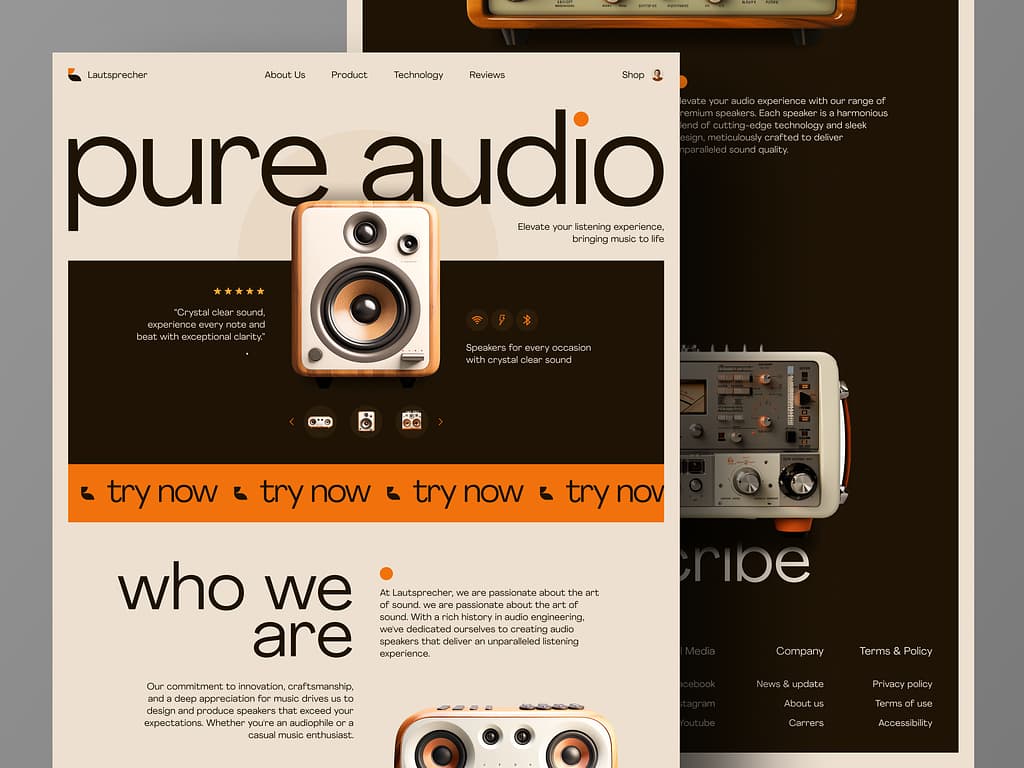 Lautsprecher
About Us
Product
Technology
Reviews
Shop
pure audio
Elevate your listening experience,
bringing music to life
“Crystal clear sound,
experience every note and
beat with exceptional clarity.”
Speakers for every occasion
with crystal clear sound
try now try now try now try now
who we
are
At Lautsprecher, we are passionate about the art
of sound. we are passionate about the art of
sound. With a rich history in audio engineering,
we've dedicated ourselves to creating audio
speakers that deliver an unparalleled listening
experience.
Our commitment to innovation, craftsmanship,
and a deep appreciation for music drives us to
design and produce speakers that exceed your
expectations. Whether you're an audiophile or a
casual music enthusiast.
levate your audio experience with our range of
remium speakers. Each speaker is a harmonious
lend of cutting-edge technology and sleek
esign, meticulously crafted to deliver
nparalleled sound quality.
cribe
l Media
acebook
stagram
Youtube
Company
News & update
About us
Carrers
Terms & Policy
Privacy policy
Terms of use
Accessibility